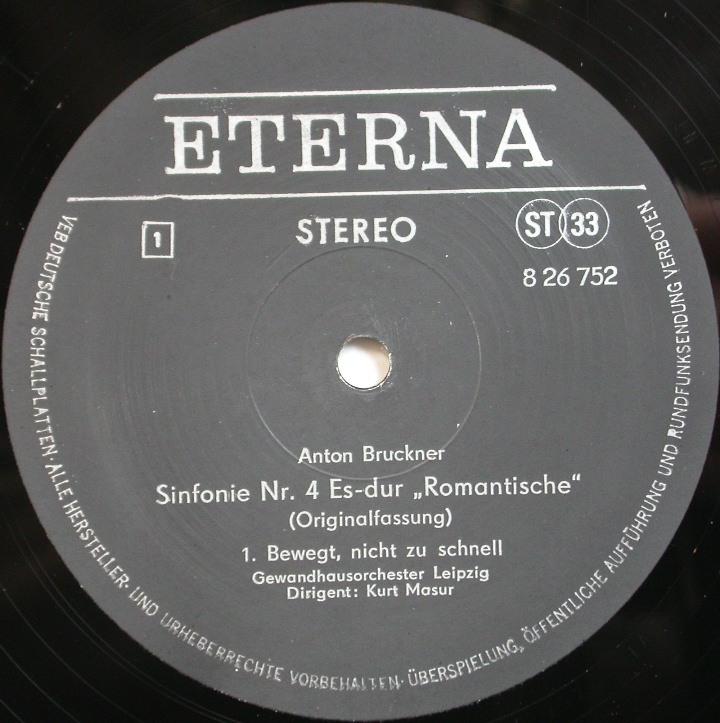 ETERNA
1
STEREO
ST 33
8 26 752
Anton Bruckner
Sinfonie Nr. 4 Es-dur „Romantische“
(Originalfassung)
1. Bewegt, nicht zu schnell
Gewandhausorchester Leipzig
Dirigent: Kurt Masur
VEB DEUTSCHE SCHALLPLATTEN · ALLE HERSTELLER- UND URHEBERRECHTE VORBEHALTEN · ÜBERSPIELUNG, ÖFFENTLICHE AUFFÜHRUNG UND RUNDFUNKSENDUNG VERBOTEN